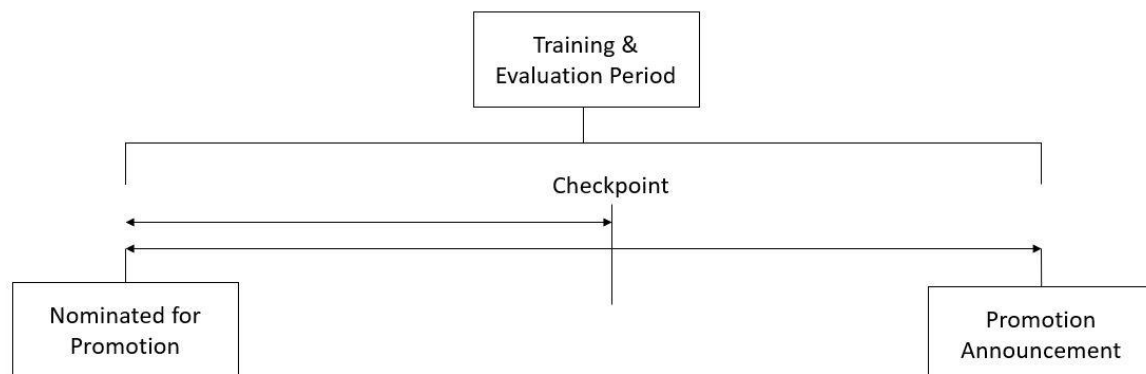 Training &
Evaluation Period
Checkpoint
Nominated for
Promotion
Promotion
Announcement